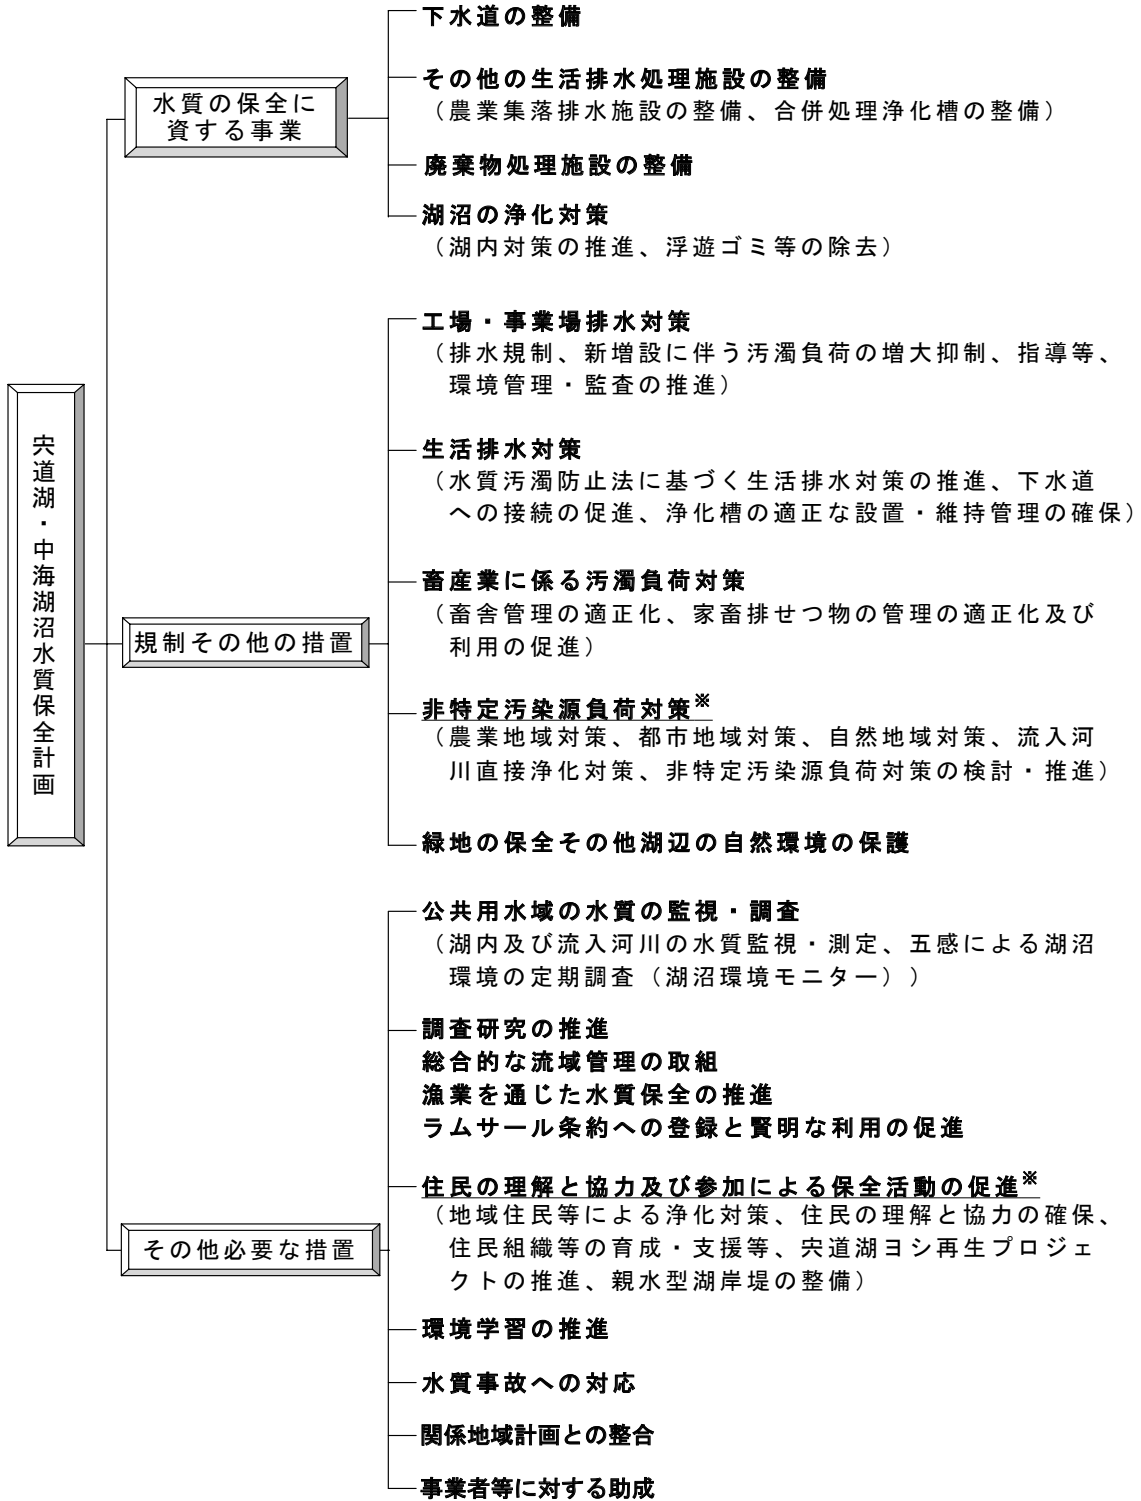 宍道湖・中海湖沼水質保全計画
水質の保全に
資する事業
下水道の整備
その他の生活排水処理施設の整備
（農業集落排水施設の整備、合併処理浄化槽の整備）
廃棄物処理施設の整備
湖沼の浄化対策
（湖内対策の推進、浮遊ゴミ等の除去）
規制その他の措置
工場・事業場排水対策
（排水規制、新増設に伴う汚濁負荷の増大抑制、指導等、
環境管理・監査の推進）
生活排水対策
（水質汚濁防止法に基づく生活排水対策の推進、下水道
への接続の促進、浄化槽の適正な設置・維持管理の確保）
畜産業に係る汚濁負荷対策
（畜舎管理の適正化、家畜排せつ物の管理の適正化及び
利用の促進）
非特定汚染源負荷対策※
（農業地域対策、都市地域対策、自然地域対策、流入河
川直接浄化対策、非特定汚染源負荷対策の検討・推進）
緑地の保全その他湖辺の自然環境の保護
その他必要な措置
公共用水域の水質の監視・調査
（湖内及び流入河川の水質監視・測定、五感による湖沼
環境の定期調査（湖沼環境モニター））
調査研究の推進
総合的な流域管理の取組
漁業を通じた水質保全の推進
ラムサール条約への登録と賢明な利用の促進
住民の理解と協力及び参加による保全活動の促進※
（地域住民等による浄化対策、住民の理解と協力の確保、
住民組織等の育成・支援等、宍道湖ヨシ再生プロジェ
クトの推進、親水型湖岸堤の整備）
環境学習の推進
水質事故への対応
関係地域計画との整合
事業者等に対する助成